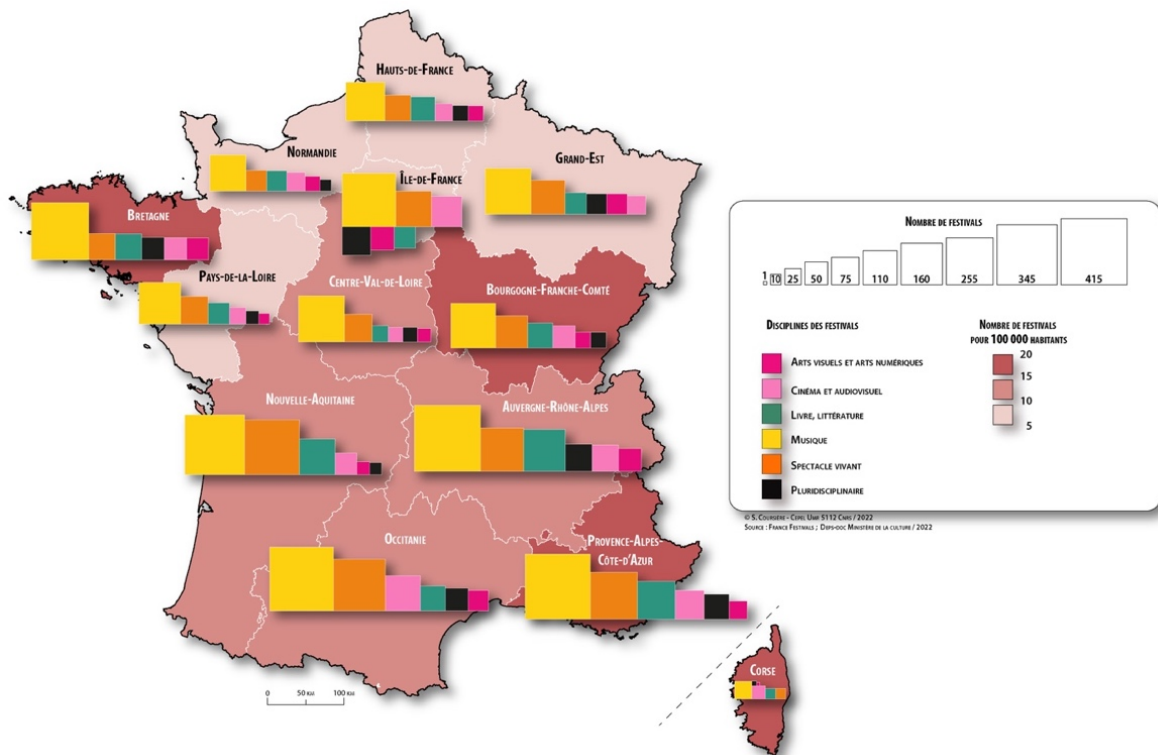 Hauts-de-France
Normandie
Grand-Est
Île-de-France
Bretagne
Pays-de-la-Loire
Centre-Val-de-Loire
Bourgogne-Franche-Comté
Nouvelle-Aquitaine
Auvergne-Rhône-Alpes
Occitanie
Provence-Alpes-
Côte-d'Azur
Corse
0 50 Km 100 Km
Nombre de festivals
1 10 25 50 75 110 160 255 345 415
Disciplines des festivals
Arts visuels et arts numériques
Cinéma et audiovisuel
Livre, littérature
Musique
Spectacle vivant
Pluridisciplinaire
Nombre de festivals
pour 100 000 habitants
20
15
10
5
© S. Coursière - Cepel Umr 5112 Cnrs / 2022
Source : France Festivals ; Deps-doc Ministère de la culture / 2022